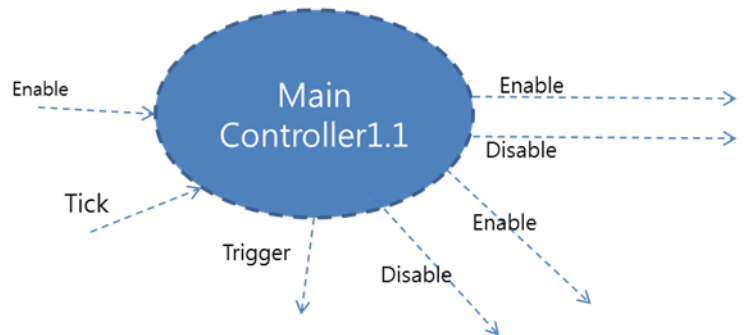 Enable
Main
Controller1.1
Enable
Disable
Tick
Enable
Trigger
Disable